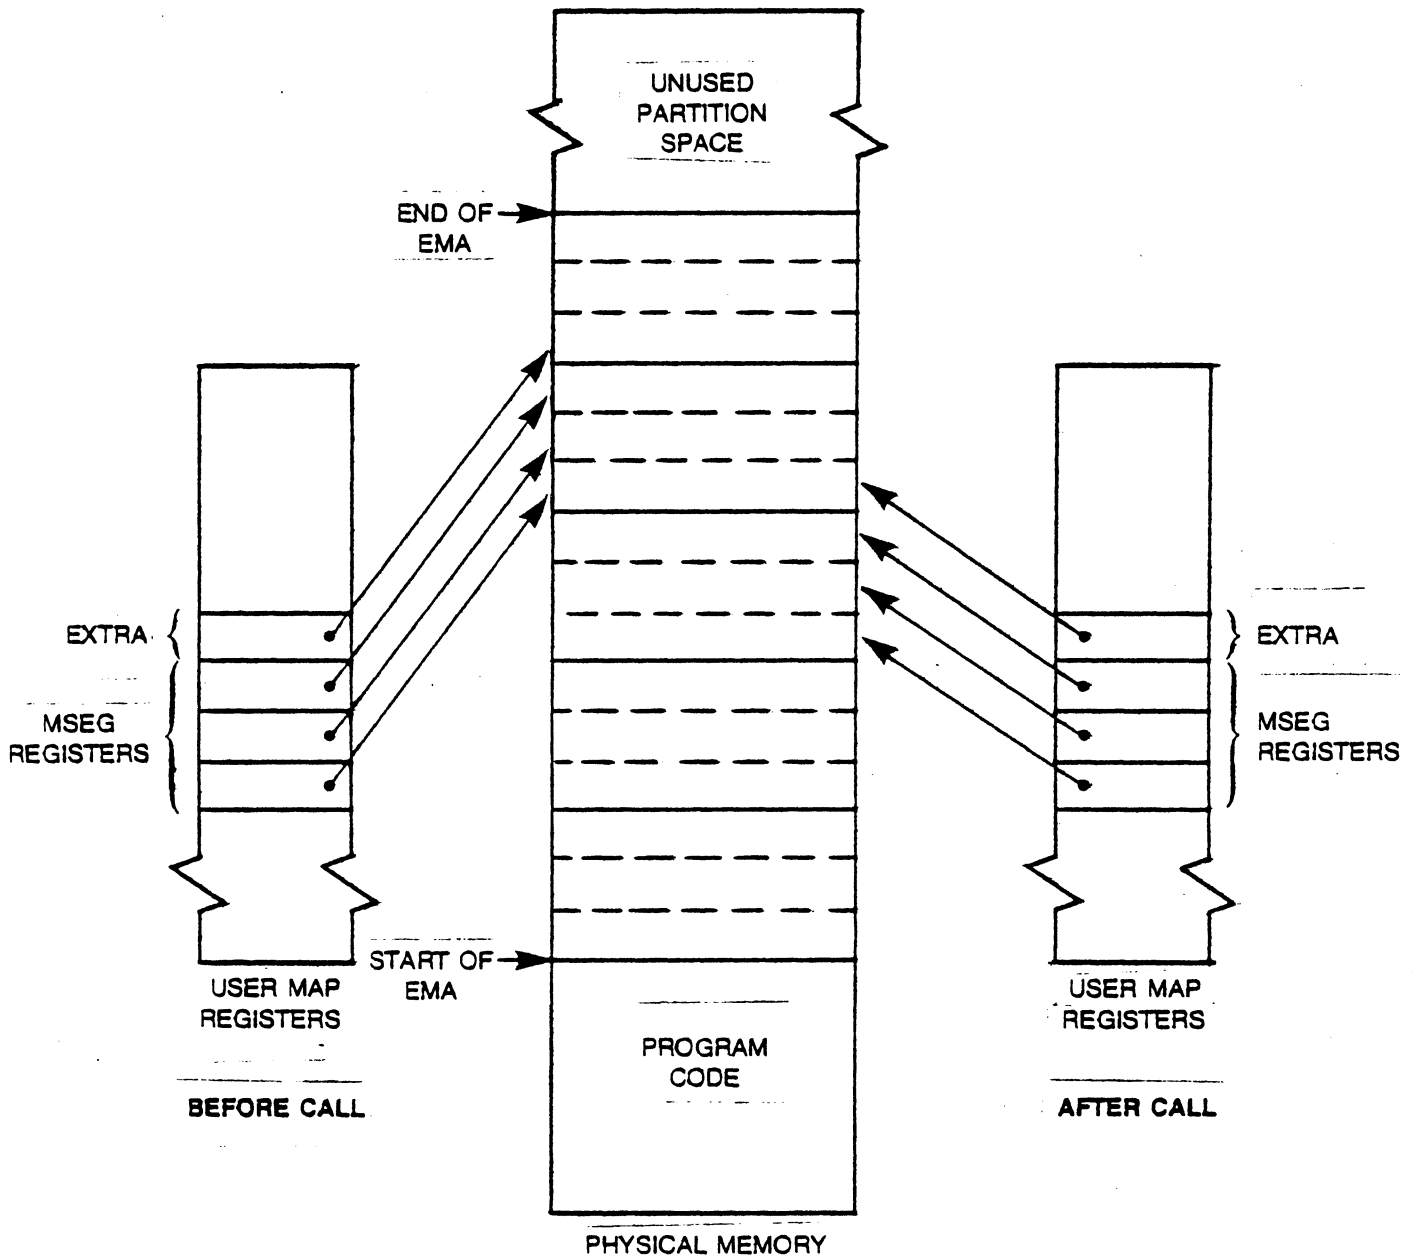 UNUSED
PARTITION
SPACE
END OF
EMA
EXTRA
MSEG
REGISTERS
EXTRA
MSEG
REGISTERS
START OF
EMA
USER MAP
REGISTERS
BEFORE CALL
PROGRAM
CODE
USER MAP
REGISTERS
AFTER CALL
PHYSICAL MEMORY